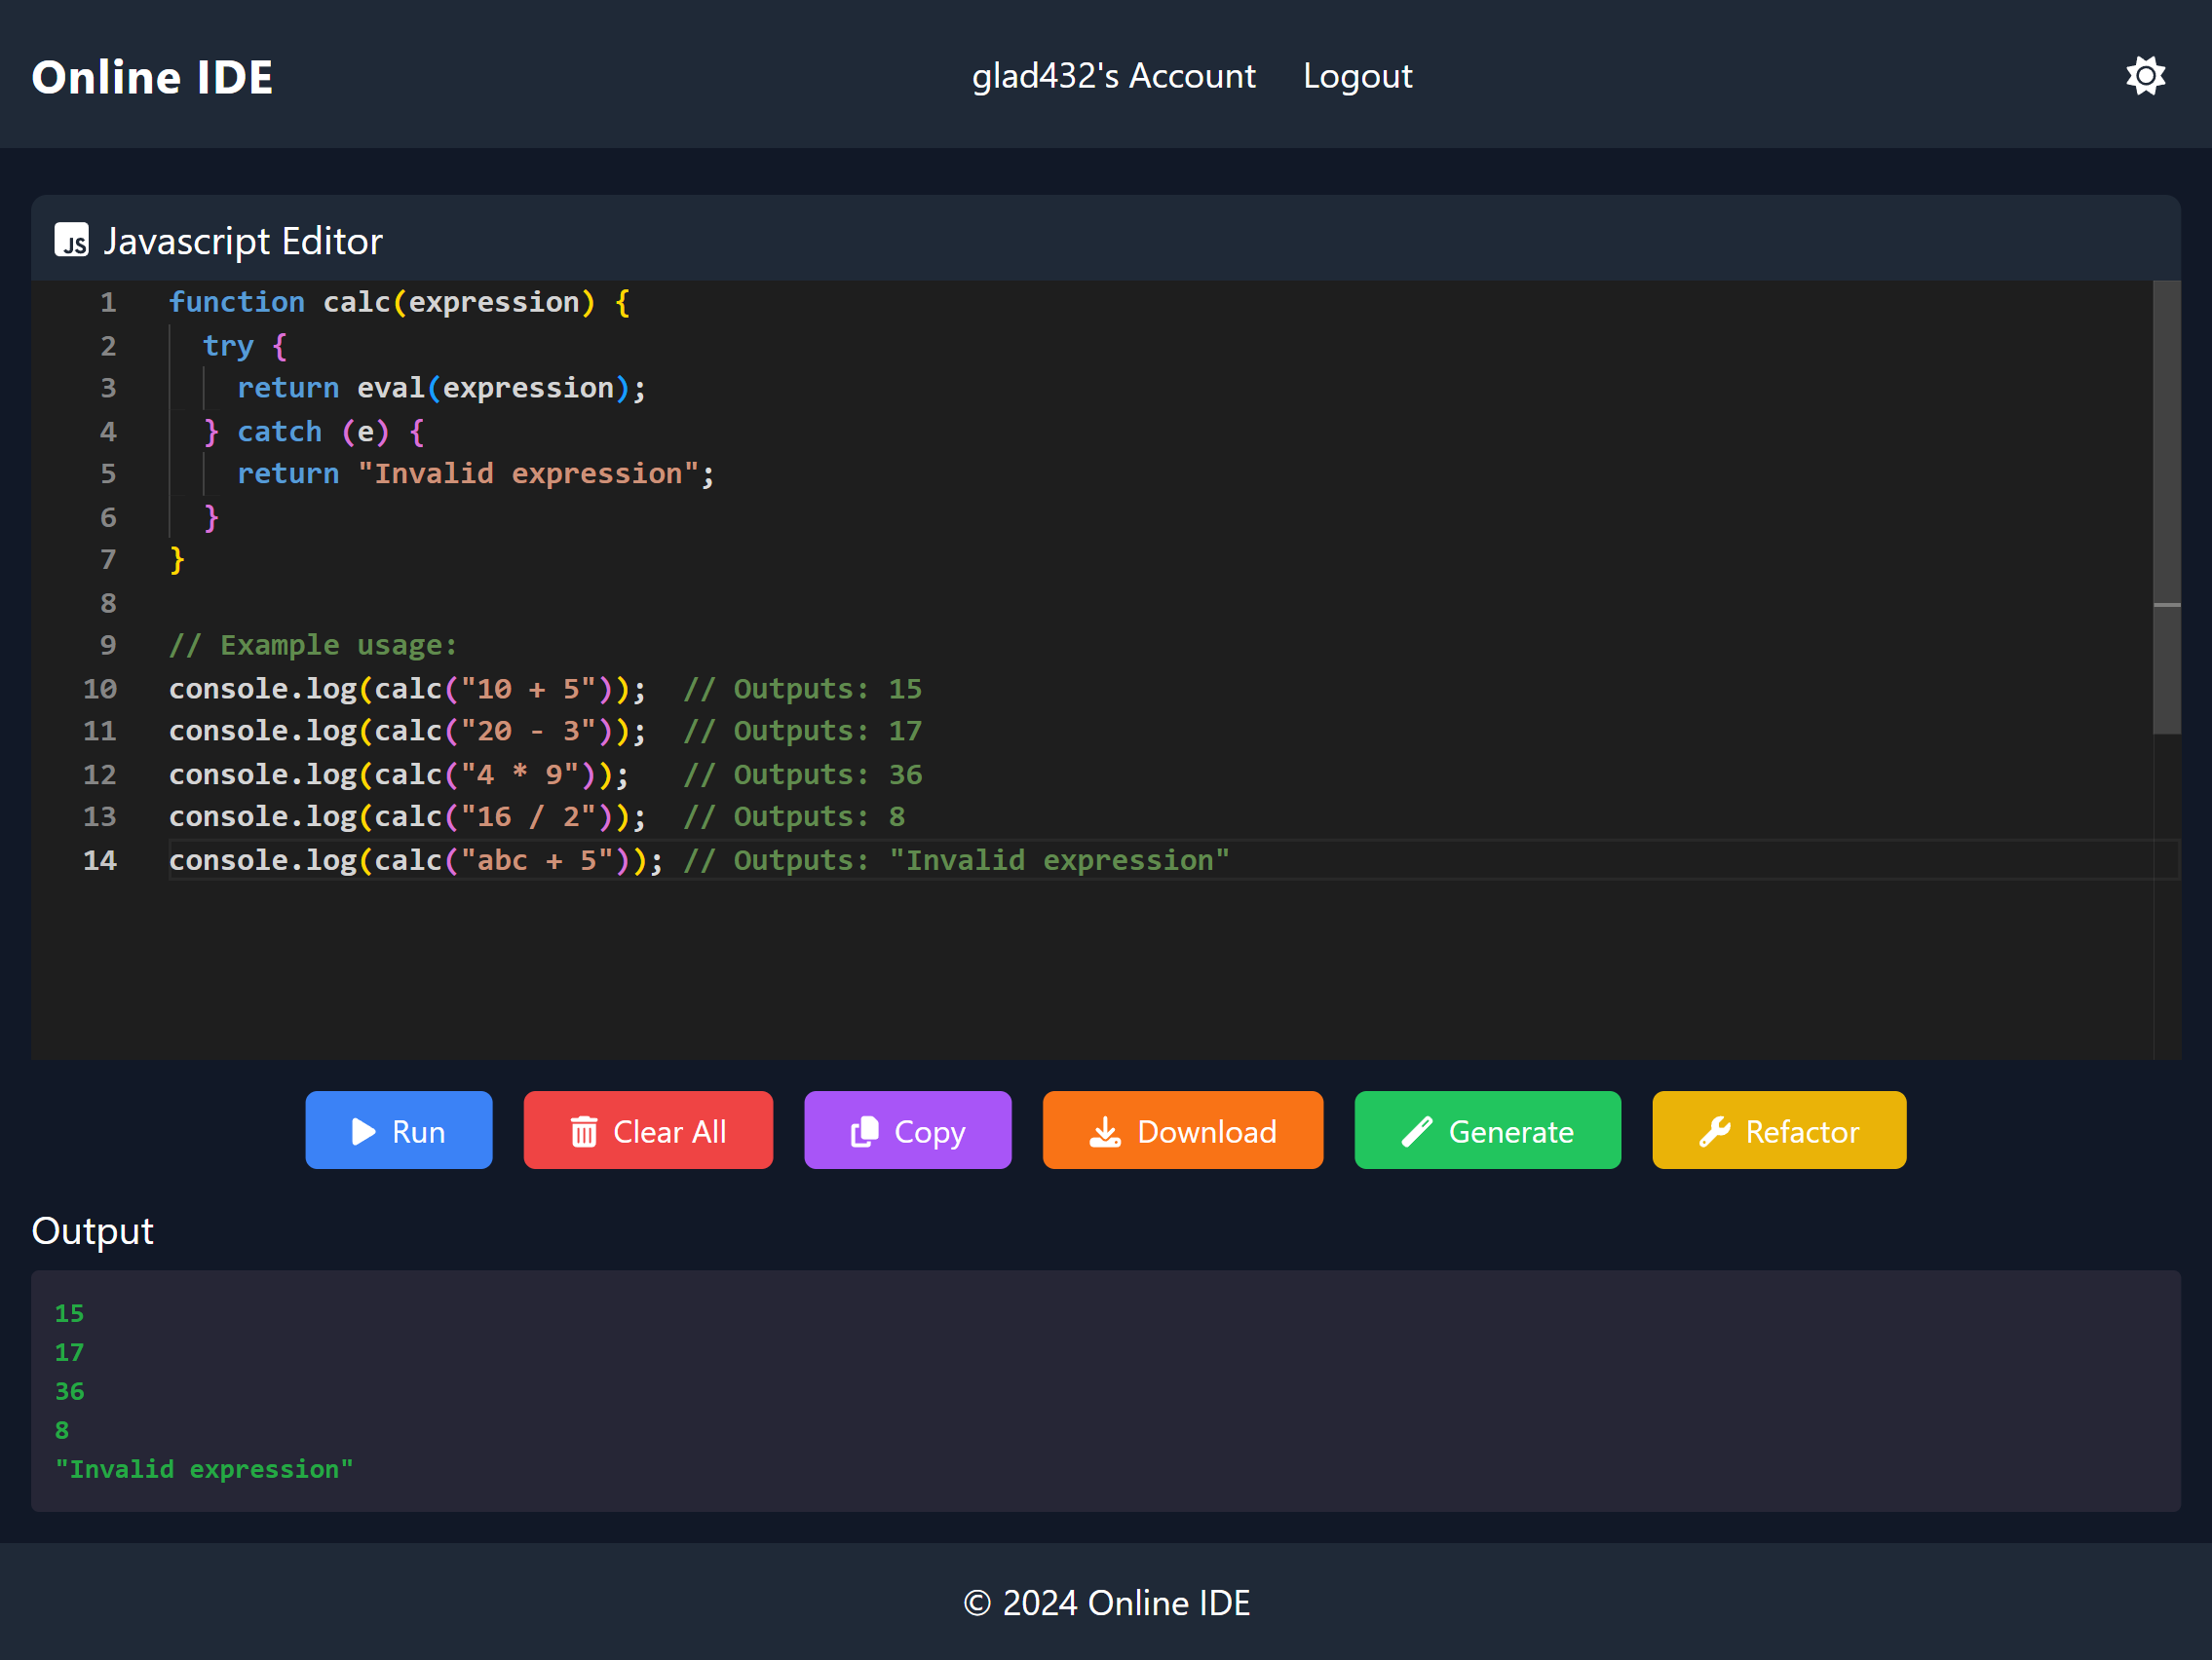 Online IDE
glad432's Account Logout
JS Javascript Editor
1 function calc(expression) {
2   try {
3     return eval(expression);
4   } catch (e) {
5     return "Invalid expression";
6   }
7 }
8
9 // Example usage:
10 console.log(calc("10 + 5"));  // Outputs: 15
11 console.log(calc("20 - 3"));  // Outputs: 17
12 console.log(calc("4 * 9"));   // Outputs: 36
13 console.log(calc("16 / 2"));  // Outputs: 8
14 console.log(calc("abc + 5")); // Outputs: "Invalid expression"
Run Clear All Copy Download Generate Refactor
Output
15
17
36
8
"Invalid expression"
© 2024 Online IDE